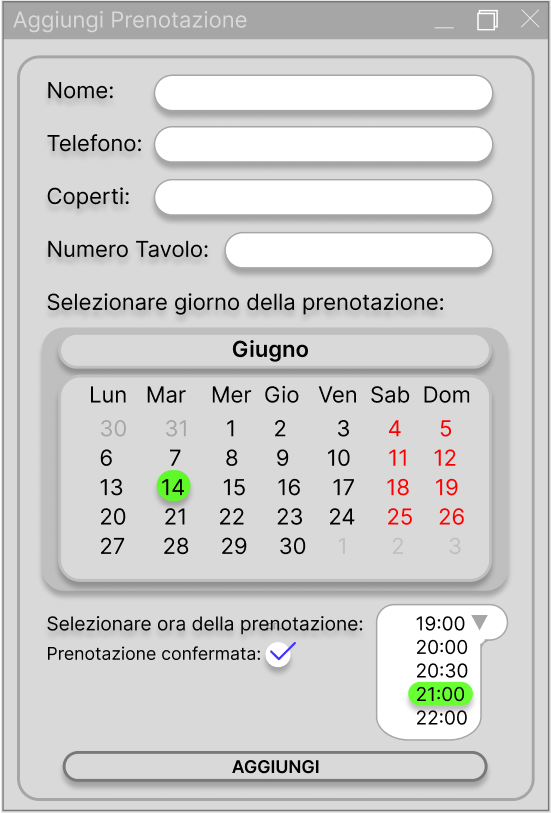 Aggiungi Prenotazione
Nome:
Telefono:
Coperti:
Numero Tavolo:
Selezionare giorno della prenotazione:
Giugno
Lun Mar Mer Gio Ven Sab Dom
30 31 1 2 3 4 5
6 7 8 9 10 11 12
13 14 15 16 17 18 19
20 21 22 23 24 25 26
27 28 29 30 1 2 3
Selezionare ora della prenotazione:
Prenotazione confermata:
19:00
20:00
20:30
21:00
22:00
AGGIUNGI